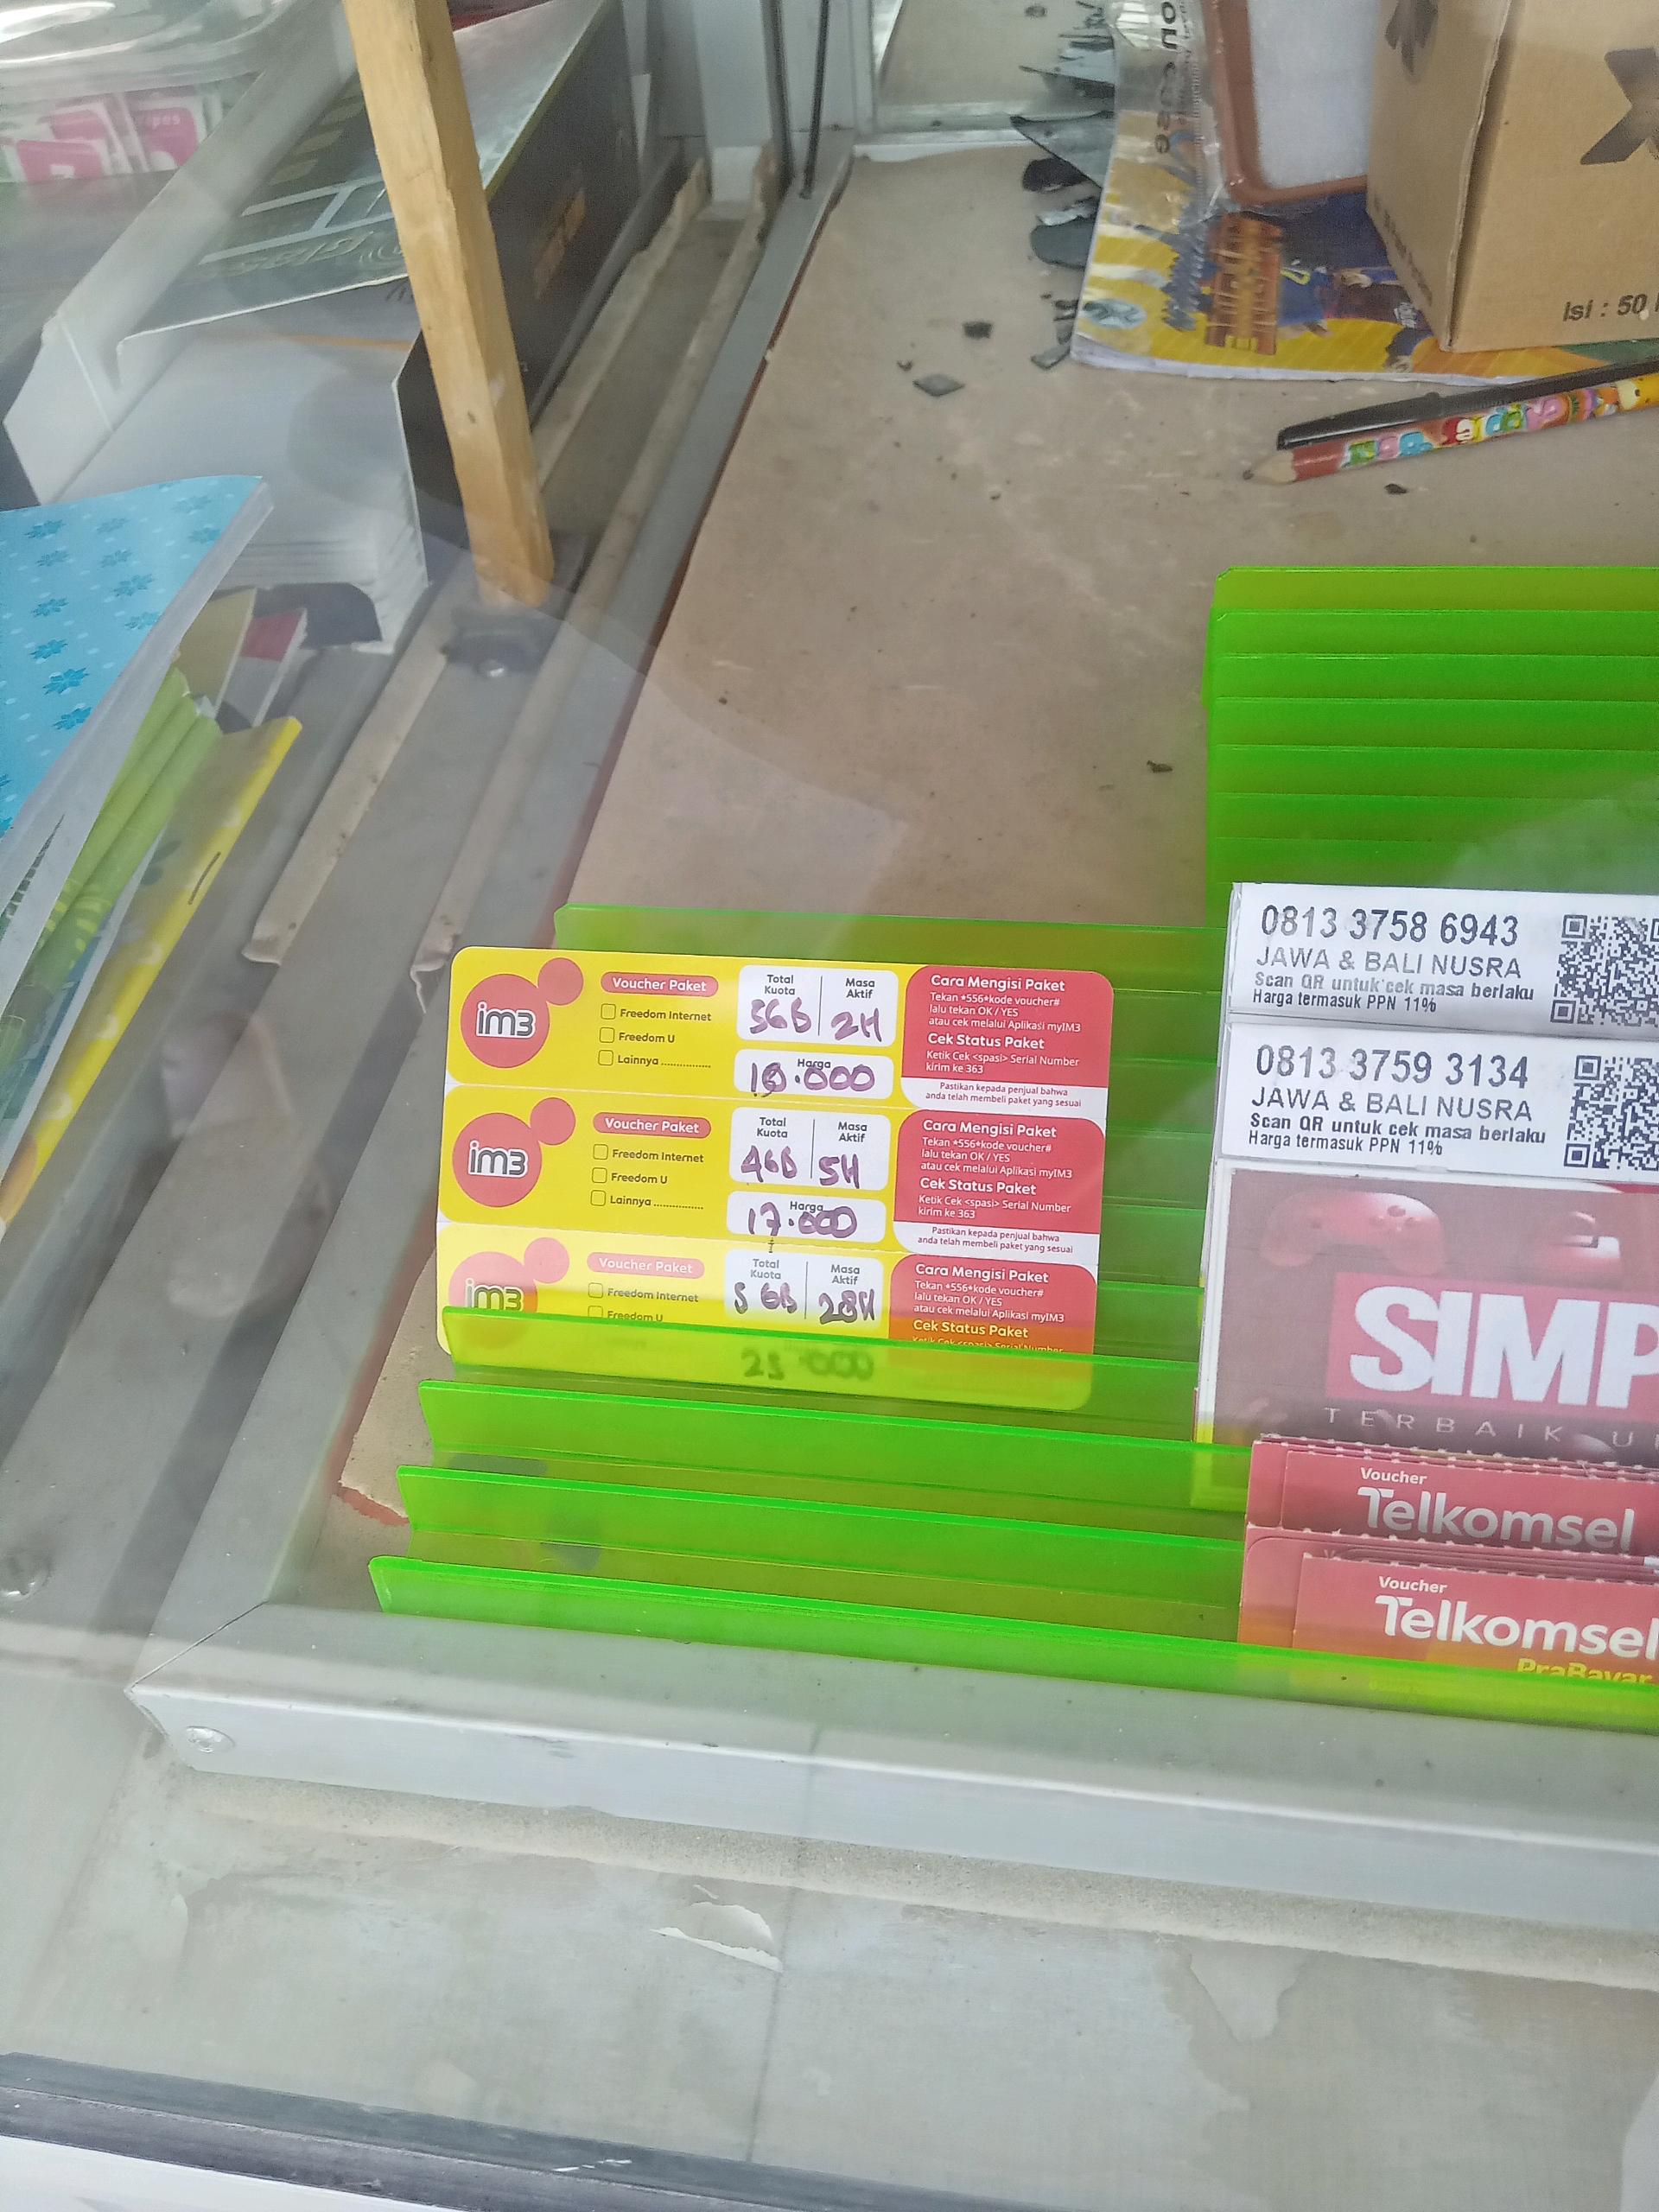 Isi : 50
im3
Voucher Paket
Freedom Internet
Freedom U
Lainnya ..............
Total Kuota
3GB
Masa Aktif
2H
Harga
Cara Mengisi Paket
Tekan *556*kode voucher#
lalu tekan OK / YES
atau cek melalui Aplikasi myIM3
Cek Status Paket
Ketik Cek <spasi> Serial Number
kirim ke 363
Pastikan kepada penjual bahwa
anda telah membeli paket yang sesuai
im3
Voucher Paket
Freedom Internet
Freedom U
Lainnya ..............
Total Kuota
4GB
Masa Aktif
5H
Harga
17.000
Cara Mengisi Paket
Tekan *556*kode voucher#
lalu tekan OK / YES
atau cek melalui Aplikasi myIM3
Cek Status Paket
Ketik Cek <spasi> Serial Number
kirim ke 363
Pastikan kepada penjual bahwa
anda telah membeli paket yang sesuai
im3
Voucher Paket
Freedom Internet
Freedom U
Total Kuota
5 GB
Masa Aktif
28H
25.000
Cara Mengisi Paket
Tekan *556*kode voucher#
lalu tekan OK / YES
atau cek melalui Aplikasi myIM3
Cek Status Paket
Ketik Cek <spasi> Serial Number
0813 3758 6943
JAWA & BALI NUSRA
Scan QR untuk cek masa berlaku
Harga termasuk PPN 11%
0813 3759 3134
JAWA & BALI NUSRA
Scan QR untuk cek masa berlaku
Harga termasuk PPN 11%
SIMP
TERBAIK U
Voucher
Telkomsel
Voucher
Telkomsel
PraBayar